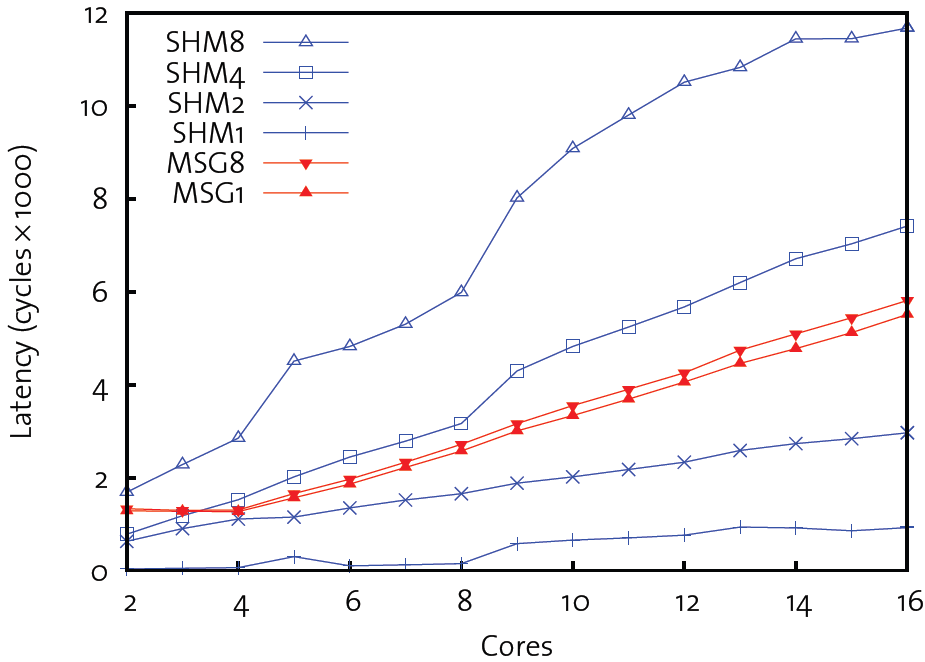 12
10
8
6
4
2
0
Latency (cycles×1000)
SHM8
SHM4
SHM2
SHM1
MSG8
MSG1
2 4 6 8 10 12 14 16
Cores